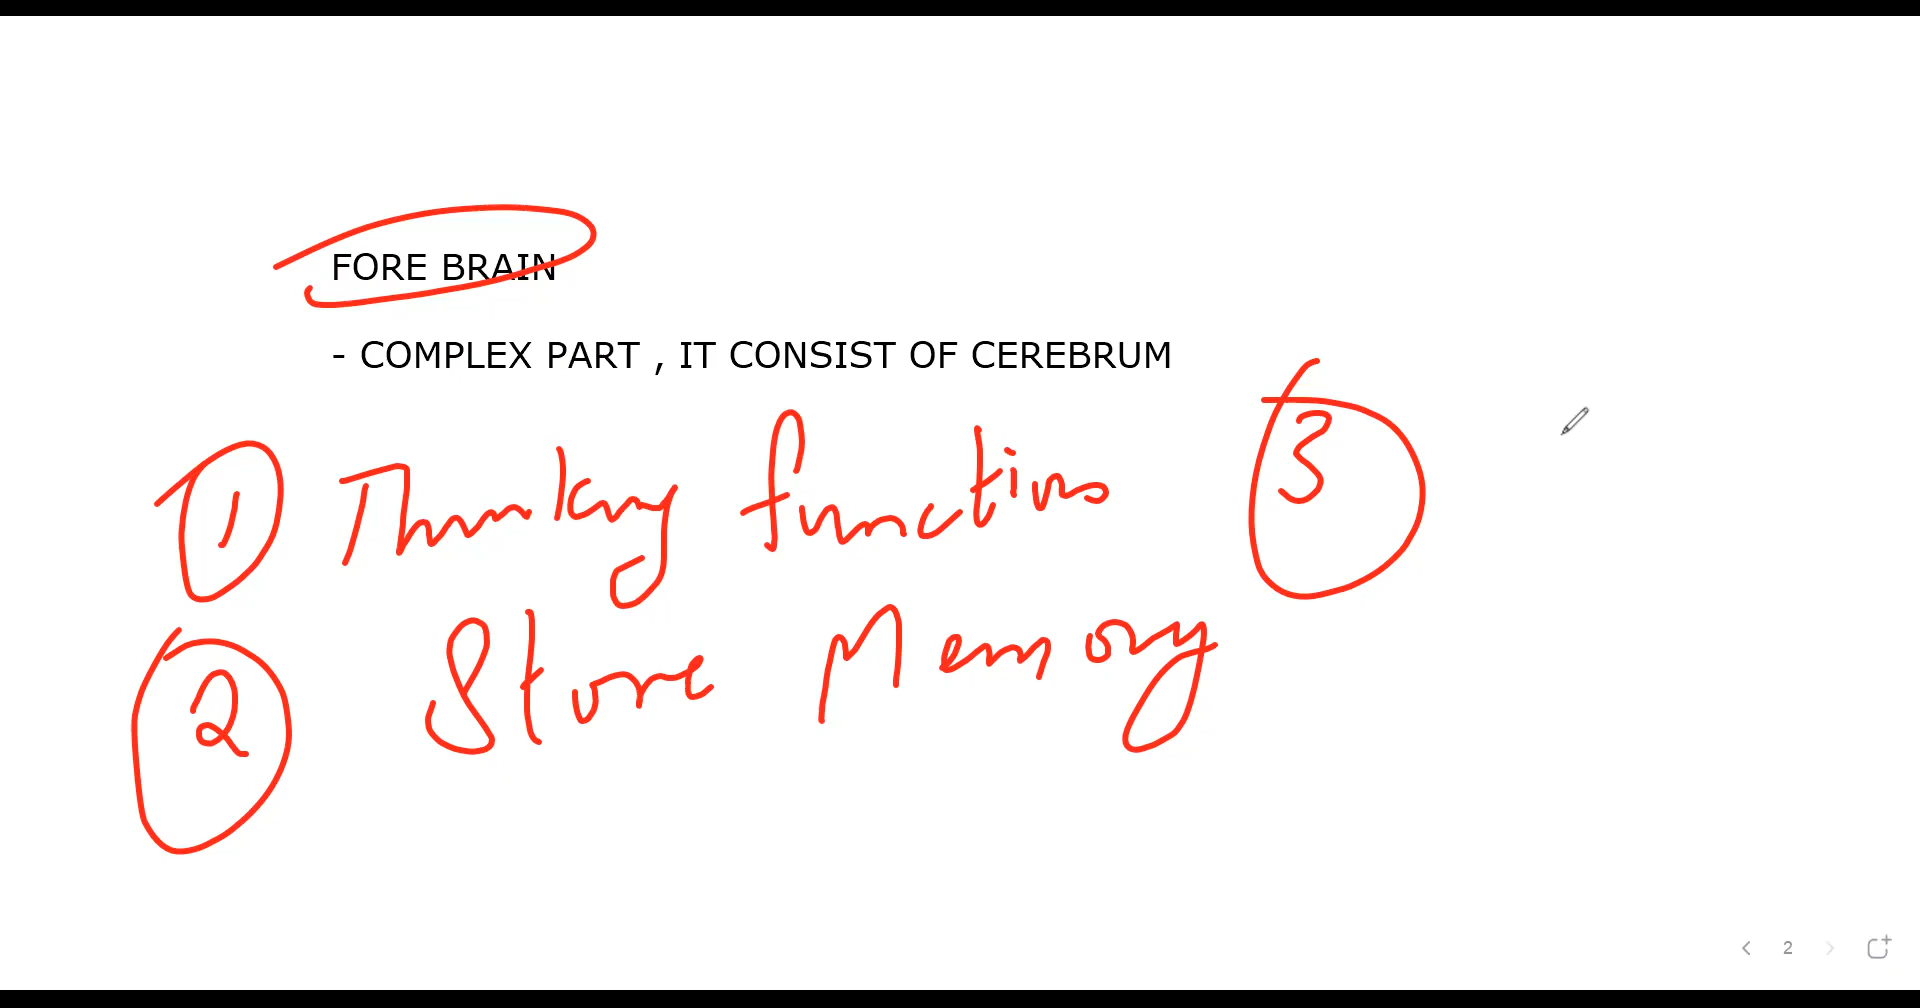 FORE BRAIN
- COMPLEX PART , IT CONSIST OF CEREBRUM
1 Thinking functions 3
2 Store Memory
2